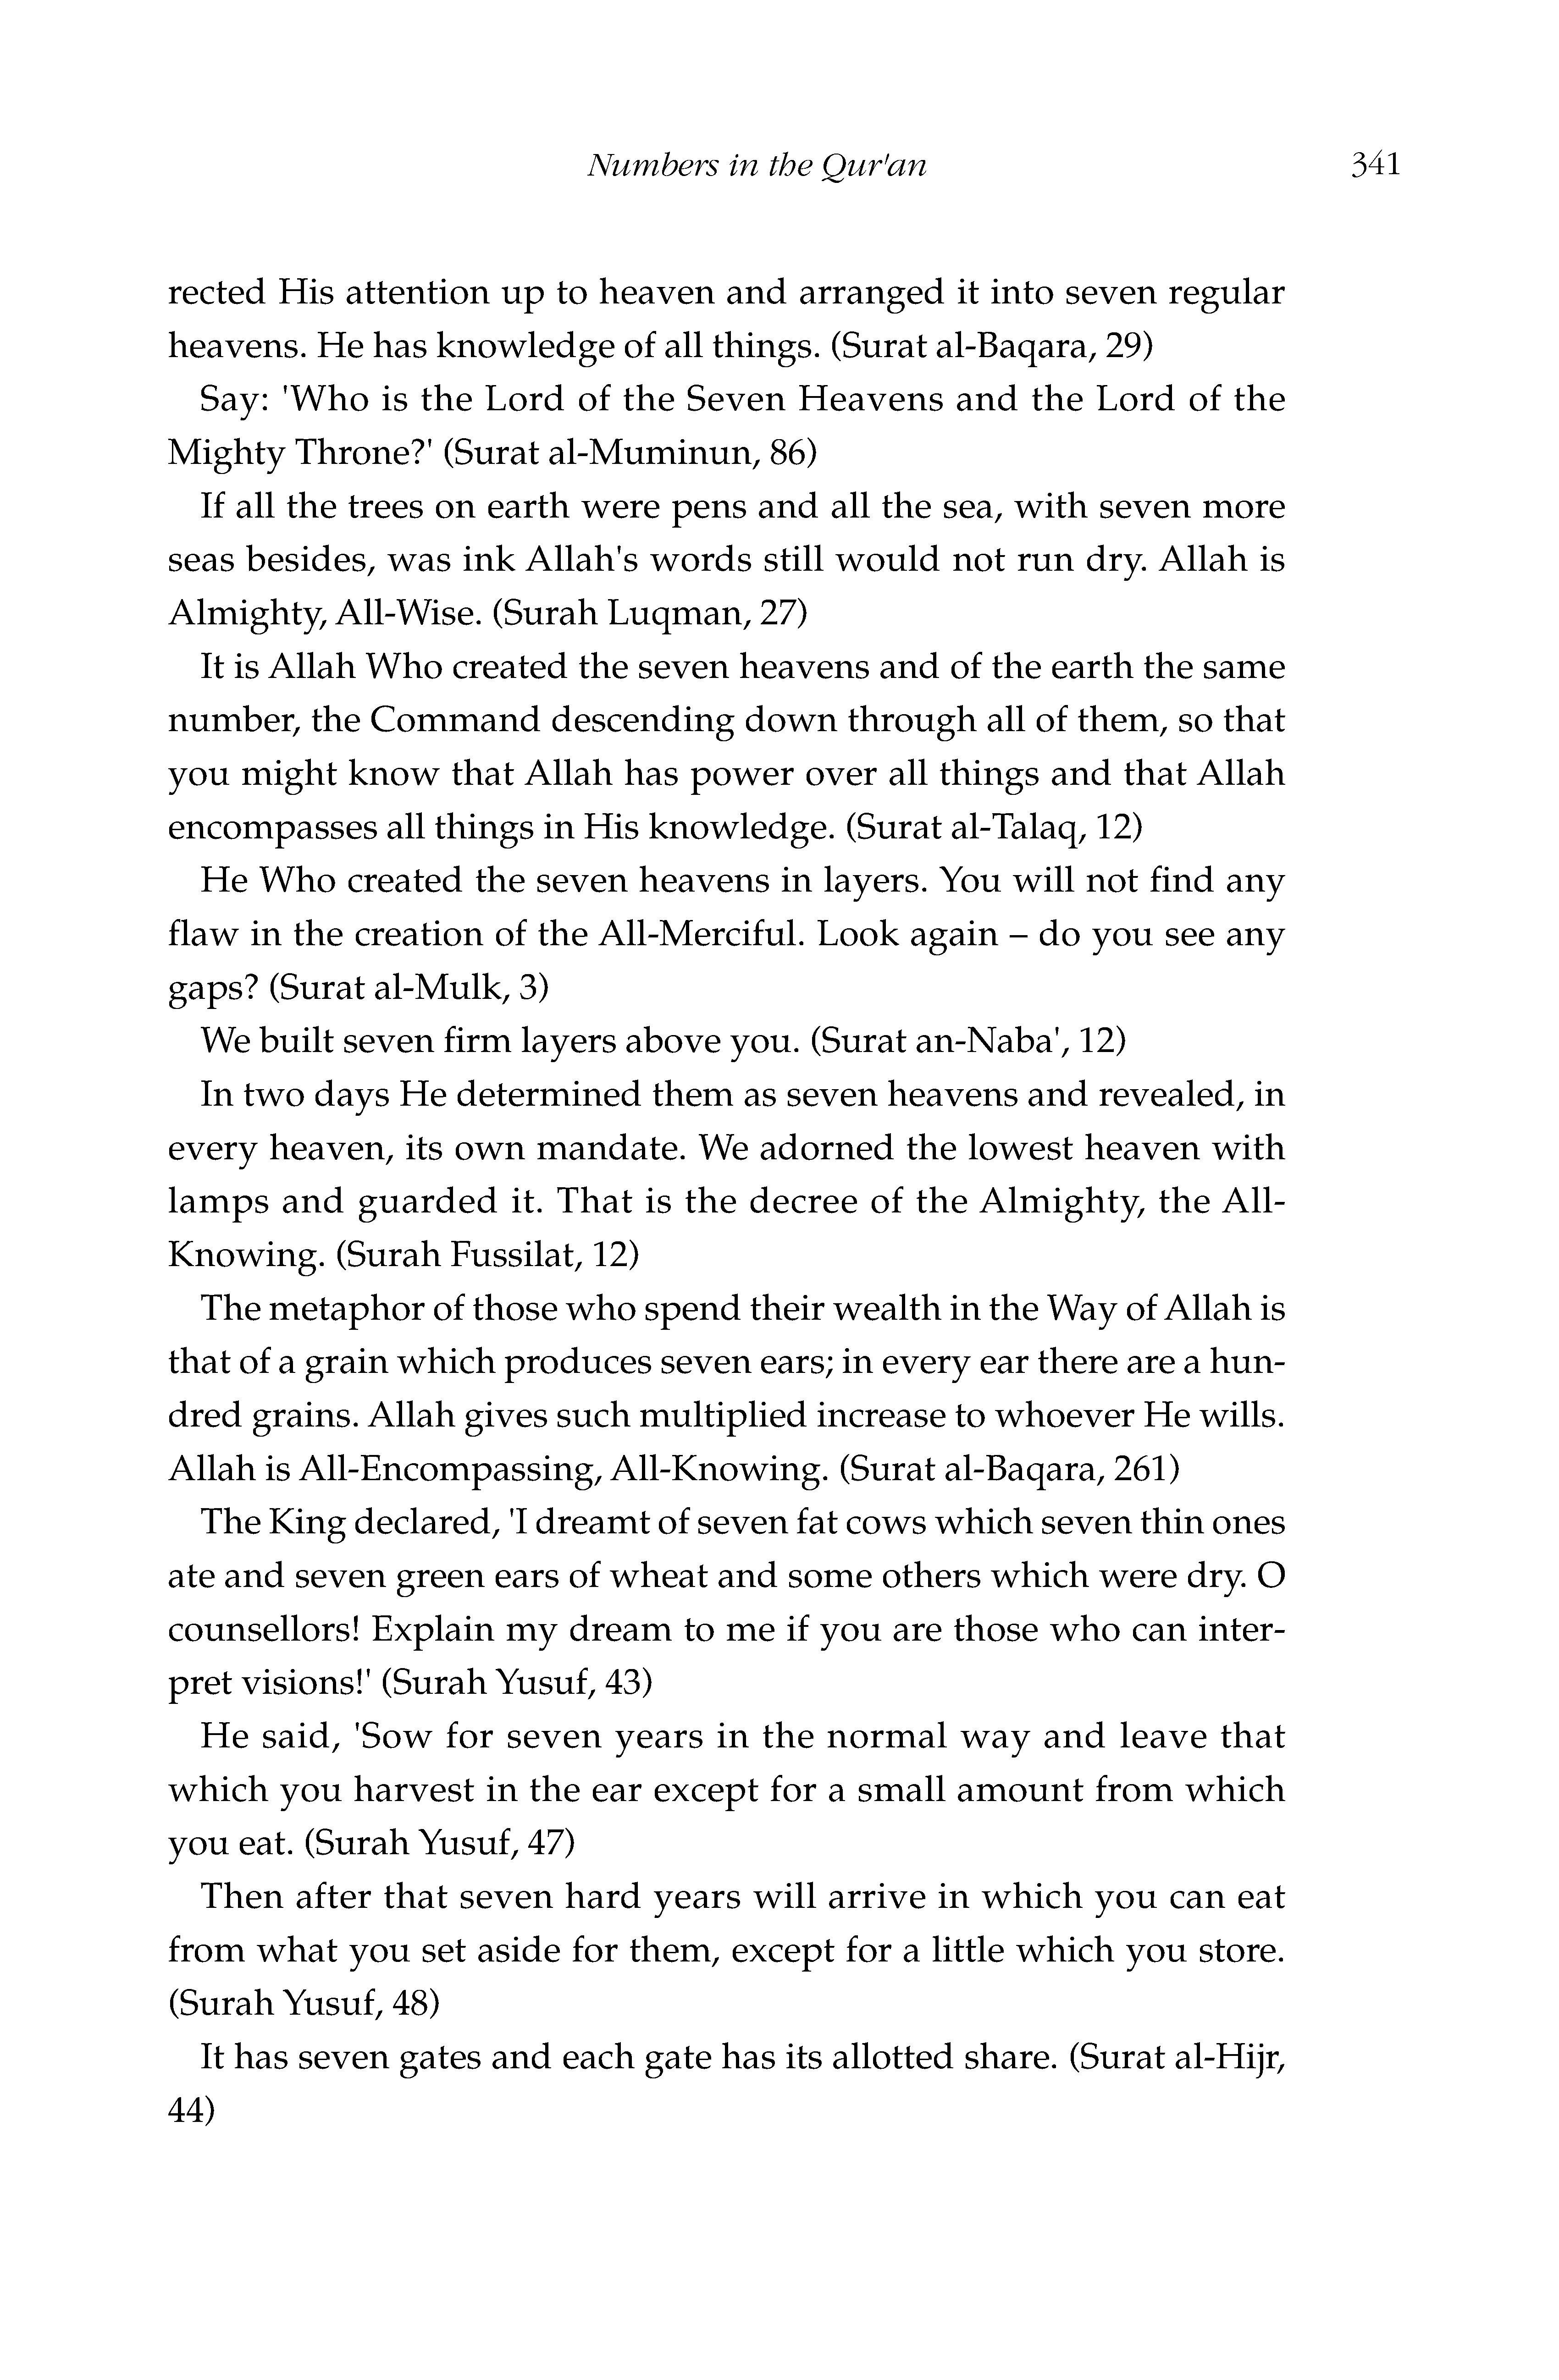 Numbers in the Qur'an 341
rected His attention up to heaven and arranged it into seven regular
heavens. He has knowledge of all things. (Surat al-Baqara, 29)
Say: 'Who is the Lord of the Seven Heavens and the Lord of the
Mighty Throne?' (Surat al-Muminun, 86)
If all the trees on earth were pens and all the sea, with seven more
seas besides, was ink Allah's words still would not run dry. Allah is
Almighty, All-Wise. (Surah Luqman, 27)
It is Allah Who created the seven heavens and of the earth the same
number, the Command descending down through all of them, so that
you might know that Allah has power over all things and that Allah
encompasses all things in His knowledge. (Surat al-Talaq, 12)
He Who created the seven heavens in layers. You will not find any
flaw in the creation of the All-Merciful. Look again – do you see any
gaps? (Surat al-Mulk, 3)
We built seven firm layers above you. (Surat an-Naba', 12)
In two days He determined them as seven heavens and revealed, in
every heaven, its own mandate. We adorned the lowest heaven with
lamps and guarded it. That is the decree of the Almighty, the All-
Knowing. (Surah Fussilat, 12)
The metaphor of those who spend their wealth in the Way of Allah is
that of a grain which produces seven ears; in every ear there are a hun-
dred grains. Allah gives such multiplied increase to whoever He wills.
Allah is All-Encompassing, All-Knowing. (Surat al-Baqara, 261)
The King declared, 'I dreamt of seven fat cows which seven thin ones
ate and seven green ears of wheat and some others which were dry. O
counsellors! Explain my dream to me if you are those who can inter-
pret visions!' (Surah Yusuf, 43)
He said, 'Sow for seven years in the normal way and leave that
which you harvest in the ear except for a small amount from which
you eat. (Surah Yusuf, 47)
Then after that seven hard years will arrive in which you can eat
from what you set aside for them, except for a little which you store.
(Surah Yusuf, 48)
It has seven gates and each gate has its allotted share. (Surat al-Hijr,
44)